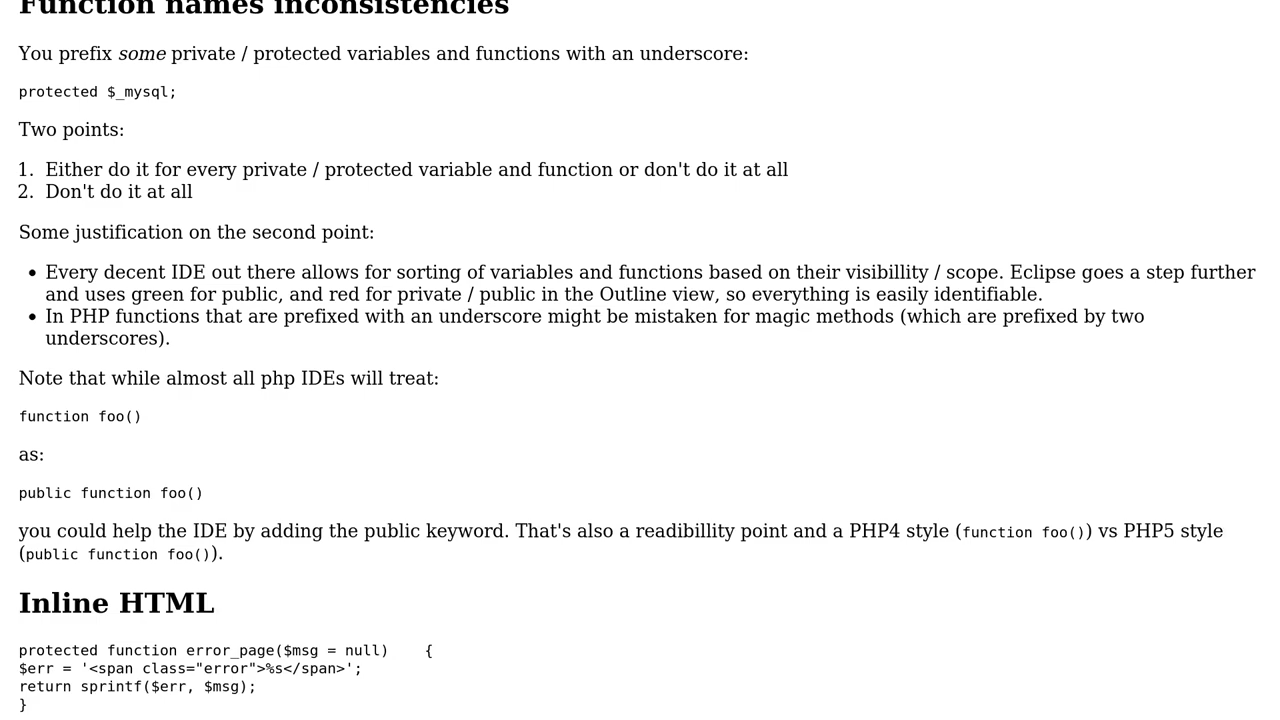 Function names inconsistencies
You prefix some private / protected variables and functions with an underscore:
protected $_mysql;
Two points:
1. Either do it for every private / protected variable and function or don't do it at all
2. Don't do it at all
Some justification on the second point:
• Every decent IDE out there allows for sorting of variables and functions based on their visibillity / scope. Eclipse goes a step further
and uses green for public, and red for private / public in the Outline view, so everything is easily identifiable.
• In PHP functions that are prefixed with an underscore might be mistaken for magic methods (which are prefixed by two
underscores).
Note that while almost all php IDEs will treat:
function foo()
as:
public function foo()
you could help the IDE by adding the public keyword. That's also a readibillity point and a PHP4 style (function foo()) vs PHP5 style
(public function foo()).
Inline HTML
protected function error_page($msg = null)    {
$err = '<span class="error">%s</span>';
return sprintf($err, $msg);
}